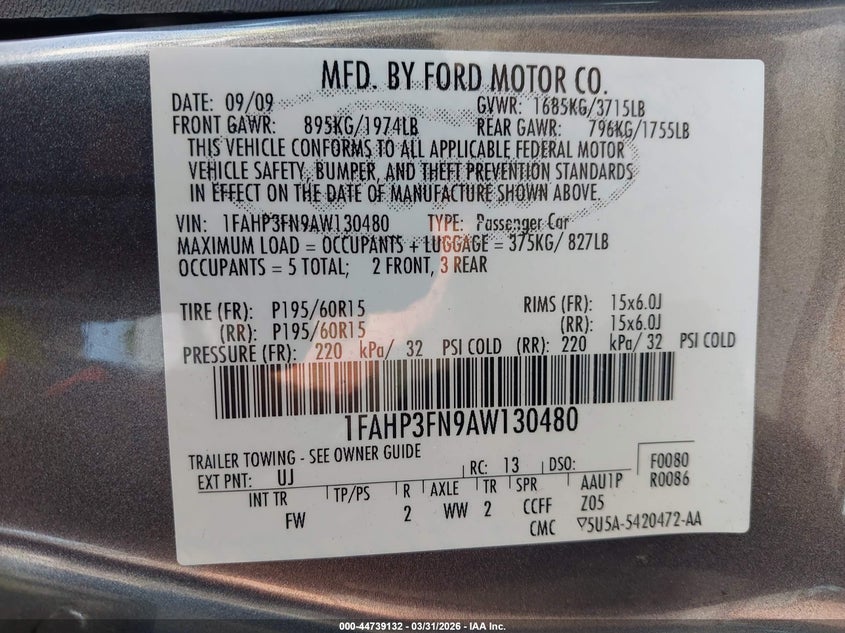 MFD. BY FORD MOTOR CO.
DATE: 09/09 GVWR: 1685KG/3715LB
FRONT GAWR: 895KG/1974LB REAR GAWR: 796KG/1755LB
THIS VEHICLE CONFORMS TO ALL APPLICABLE FEDERAL MOTOR
VEHICLE SAFETY, BUMPER, AND THEFT PREVENTION STANDARDS
IN EFFECT ON THE DATE OF MANUFACTURE SHOWN ABOVE.
VIN: 1FAHP3FN9AW130480 TYPE: Passenger Car
MAXIMUM LOAD = OCCUPANTS + LUGGAGE = 375KG/ 827LB
OCCUPANTS = 5 TOTAL; 2 FRONT, 3 REAR
TIRE (FR): P195/60R15 RIMS (FR): 15x6.0J
(RR): P195/60R15 (RR): 15x6.0J
PRESSURE (FR): 220 kPa/ 32 PSI COLD (RR): 220 kPa/ 32 PSI COLD
1FAHP3FN9AW130480
TRAILER TOWING - SEE OWNER GUIDE
EXT PNT: UJ RC: 13 DSO: F0080
INT TR TP/PS R AXLE TR SPR AAU1P R0086
FW 2 WW 2 CCFF Z05
CMC 5U5A-5420472-AA
000-44739132 - 03/31/2026 - IAA Inc.